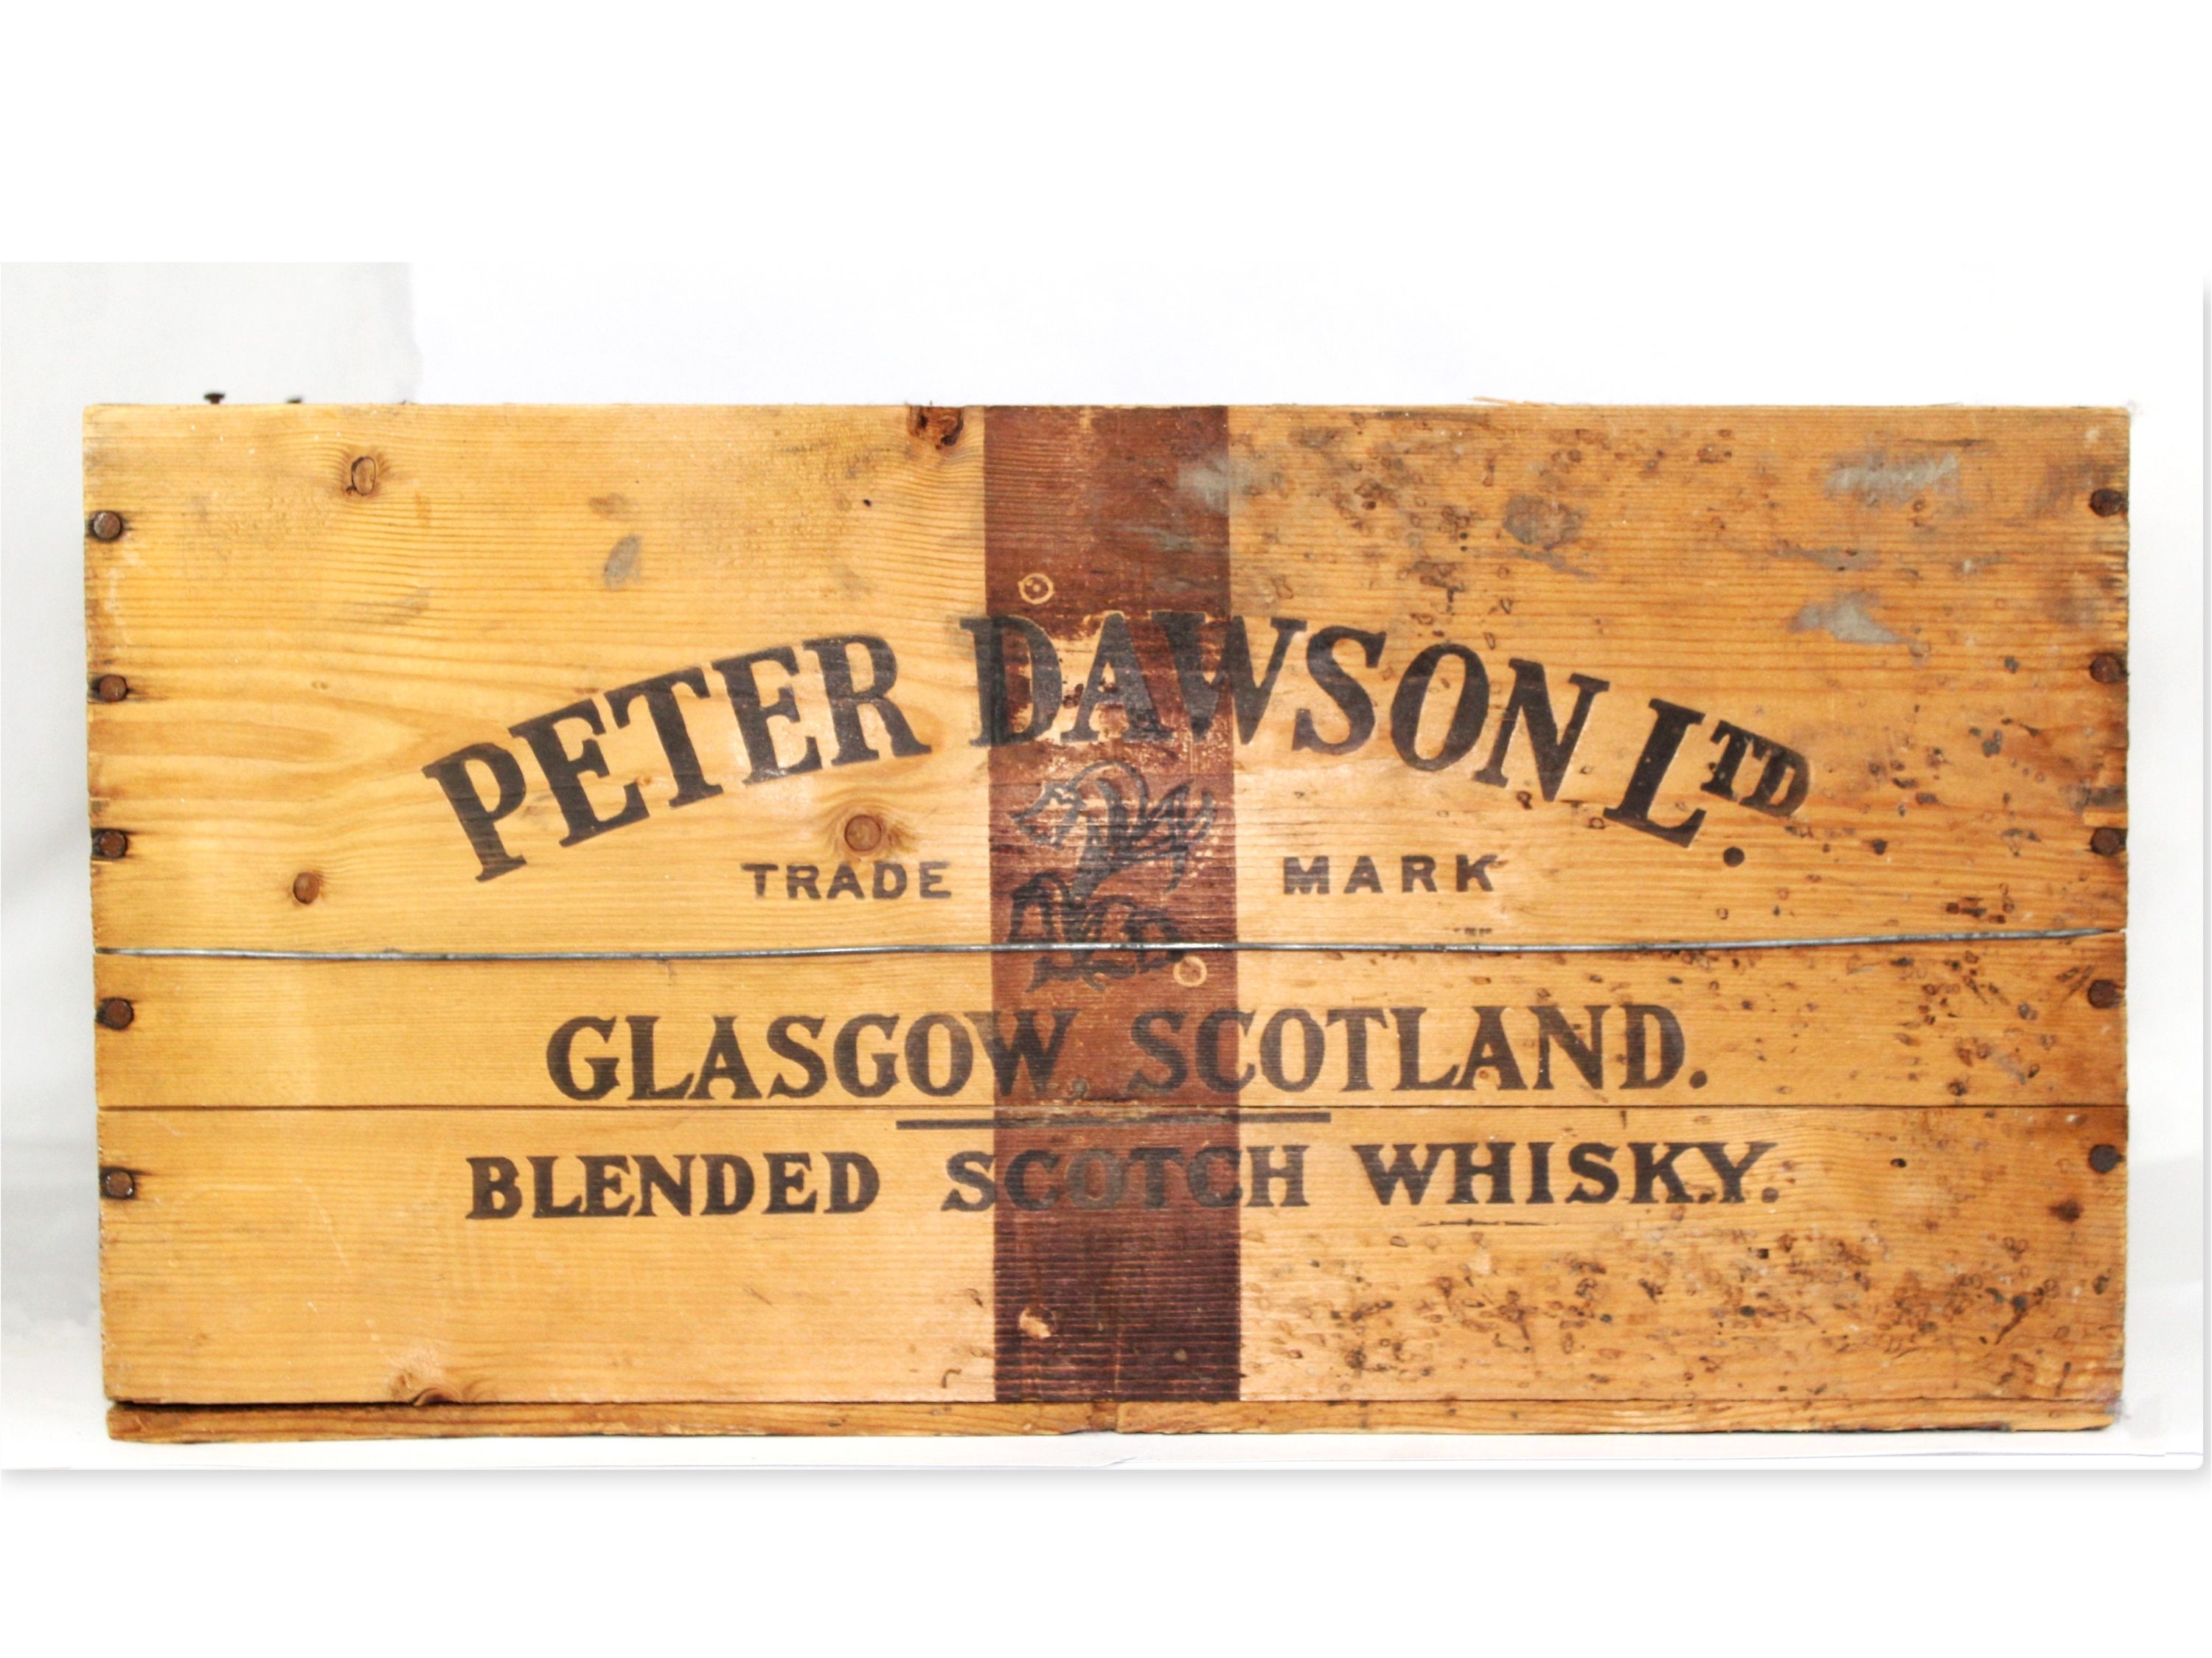 PETER DAWSON LTD.
TRADE MARK
GLASGOW, SCOTLAND.
BLENDED SCOTCH WHISKY.